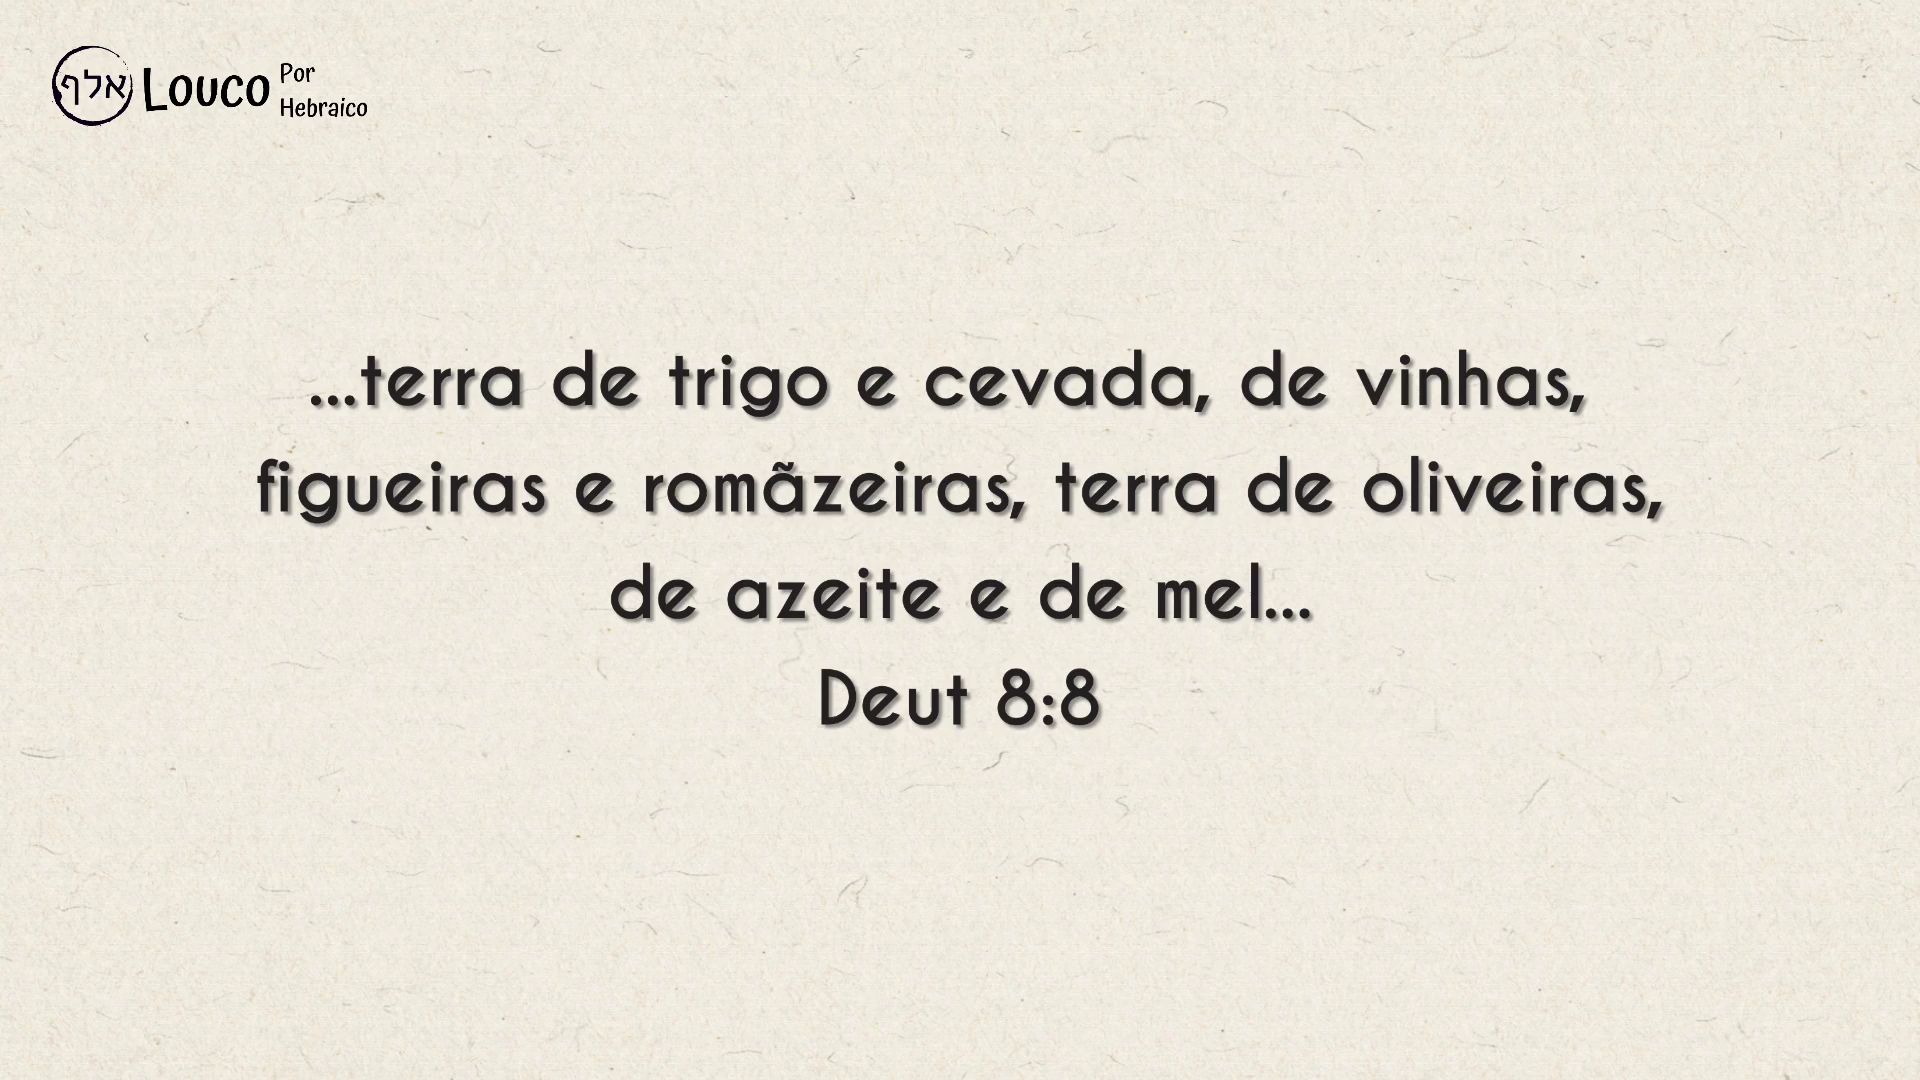 אלף Louco Por
Hebraico
...terra de trigo e cevada, de vinhas,
figueiras e romãzeiras, terra de oliveiras,
de azeite e de mel...
Deut 8:8